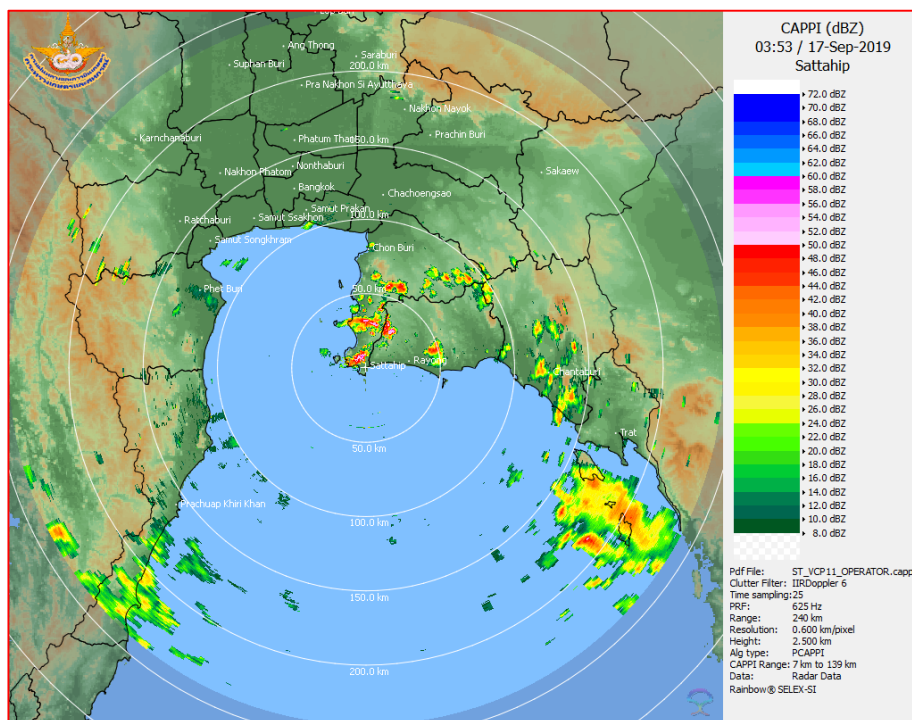 CAPPI (dBZ)
03:53 / 17-Sep-2019
Sattahip
72.0 dBZ
70.0 dBZ
68.0 dBZ
66.0 dBZ
64.0 dBZ
62.0 dBZ
60.0 dBZ
58.0 dBZ
56.0 dBZ
54.0 dBZ
52.0 dBZ
50.0 dBZ
48.0 dBZ
46.0 dBZ
44.0 dBZ
42.0 dBZ
40.0 dBZ
38.0 dBZ
36.0 dBZ
34.0 dBZ
32.0 dBZ
30.0 dBZ
28.0 dBZ
26.0 dBZ
24.0 dBZ
22.0 dBZ
20.0 dBZ
18.0 dBZ
16.0 dBZ
14.0 dBZ
12.0 dBZ
10.0 dBZ
8.0 dBZ
Pdf File: ST_VCP11_OPERATOR.capp
Clutter Filter: IIRDoppler 6
Time sampling:25
PRF: 625 Hz
Range: 240 km
Resolution: 0.600 km/pixel
Height: 2.500 km
Alg type: PCAPPI
CAPPI Range: 7 km to 139 km
Data: Radar Data
Rainbow® SELEX-SI
Ang Thong
Saraburi
Suphan Buri
200.0 km
Pra Nakhon Si Ayutthaya
Nakhon Nayok
Karnchanaburi
Phatum Thani
150.0 km
Prachin Buri
Nonthaburi
Nakhon Phatom
Sakaew
Bangkok
Chachoengsao
Samut Prakan
Ratchaburi
Samut Ssakhon
100.0 km
Samut Songkhram
Chon Buri
Phet Buri
50.0 km
Rayong
Sattahip
Chantaburi
Trat
50.0 km
Prachuap Khiri Khan
100.0 km
150.0 km
200.0 km